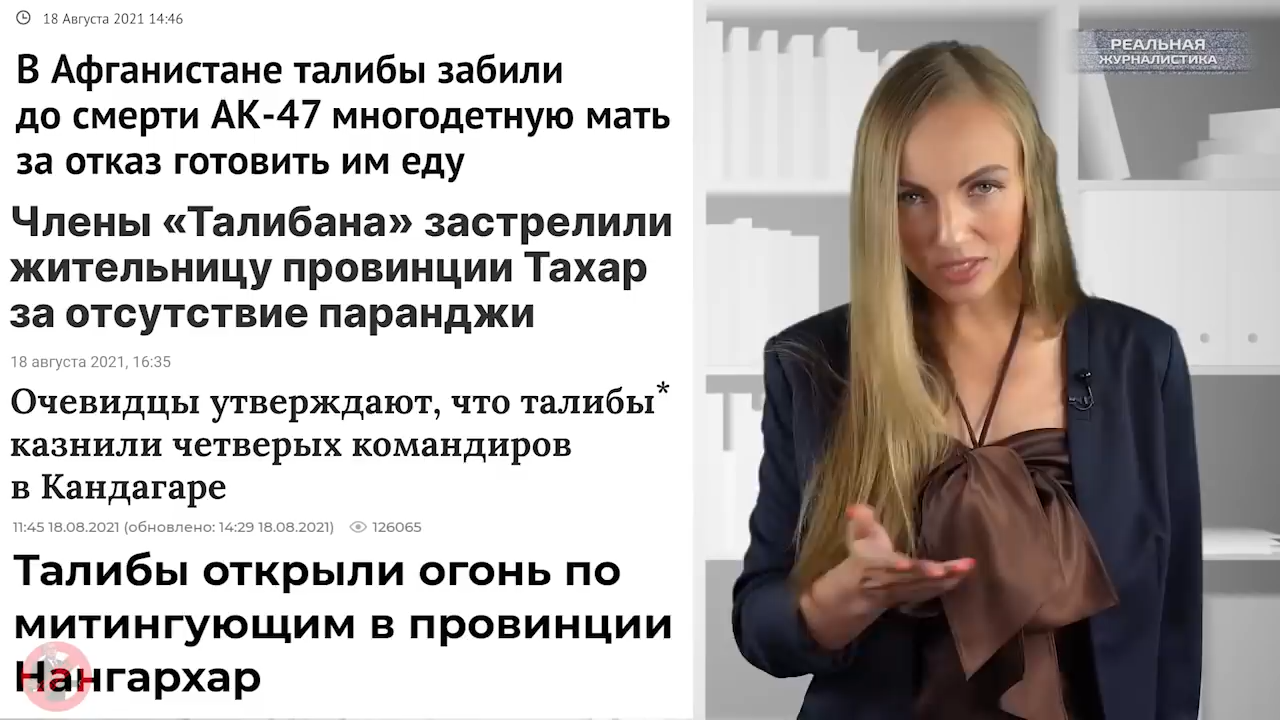 18 Августа 2021 14:46
В Афганистане талибы забили
до смерти АК-47 многодетную мать
за отказ готовить им еду
Члены «Талибана» застрелили
жительницу провинции Тахар
за отсутствие паранджи
18 августа 2021, 16:35
Очевидцы утверждают, что талибы*
казнили четверых командиров
в Кандагаре
11:45 18.08.2021 (обновлено: 14:29 18.08.2021) 126065
Талибы открыли огонь по
митингующим в провинции
Нангархар
РЕАЛЬНАЯ
ЖУРНАЛИСТИКА